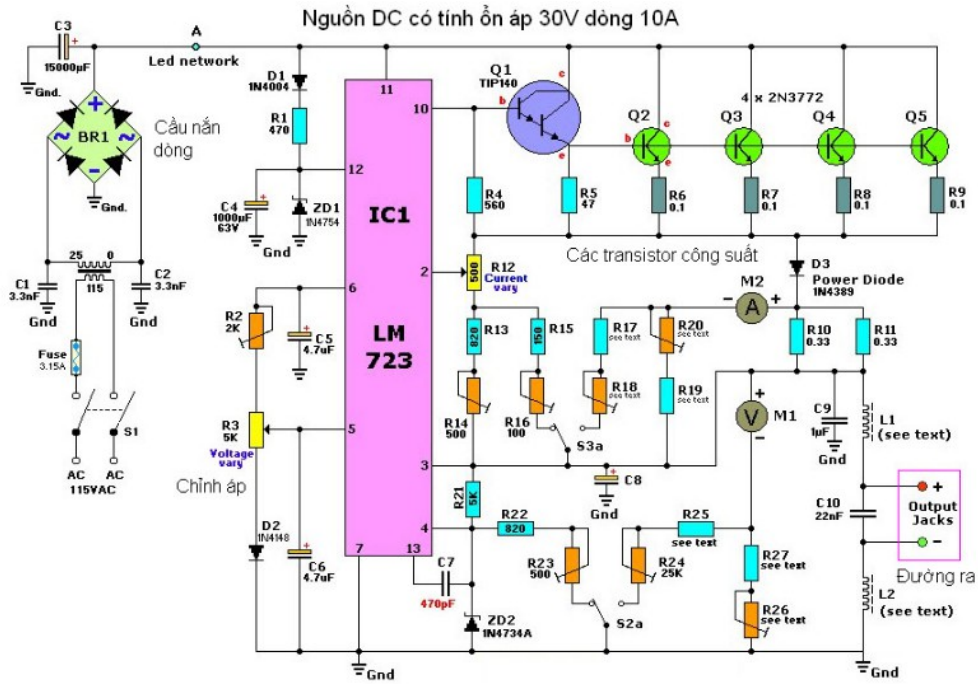 Nguồn DC có tính ổn áp 30V dòng 10A
C3
15000µF
Gnd.
A
Led network
BR1
Cầu nắn
dòng
Gnd.
25
0
115
C1
3.3nF
Gnd
C2
3.3nF
Gnd
Fuse
3.15A
S1
AC
AC
115VAC
D1
1N4004
R1
470
C4
1000µF
63V
ZD1
1N4754
Gnd
R2
2K
C5
4.7uF
R3
5K
Voltage
vary
Chỉnh áp
D2
1N4148
C6
4.7uF
IC1
LM
723
11
10
12
2
6
5
3
4
7
13
Q1
TIP140
b
c
e
4 x 2N3772
Q2
b
c
e
Q3
Q4
Q5
R4
560
R5
47
R6
0.1
R7
0.1
R8
0.1
R9
0.1
Các transistor công suất
500
R12
Current
vary
D3
Power Diode
1N4389
M2
A
820
R13
150
R15
R17
see text
R20
see text
R10
0.33
R11
0.33
R14
500
R16
100
R18
see text
R19
see text
S3a
V
M1
C9
1µF
Gnd
L1
(see text)
C8
Gnd
R21
5K
R22
820
R25
see text
C10
22nF
+
Output
Jacks
-
Đường ra
C7
470pF
R23
500
R24
25K
R27
see text
R26
see text
L2
(see text)
S2a
ZD2
1N4734A
Gnd
Gnd